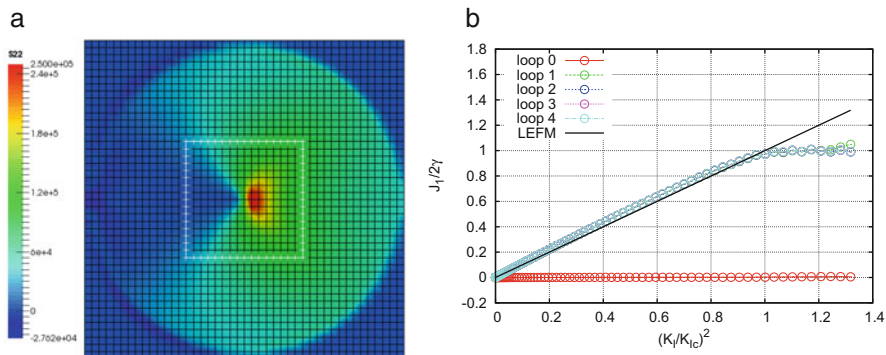 a
S22
2.500e+05
2.4e+5
1.8e+5
1.2e+5
6e+4
0
-2.762e+04
b
1.8
1.6
1.4
1.2
1
0.8
0.6
0.4
0.2
0
-0.2
J₁/2γ
loop 0
loop 1
loop 2
loop 3
loop 4
LEFM
0 0.2 0.4 0.6 0.8 1 1.2 1.4
(K_I/K_Ic)²